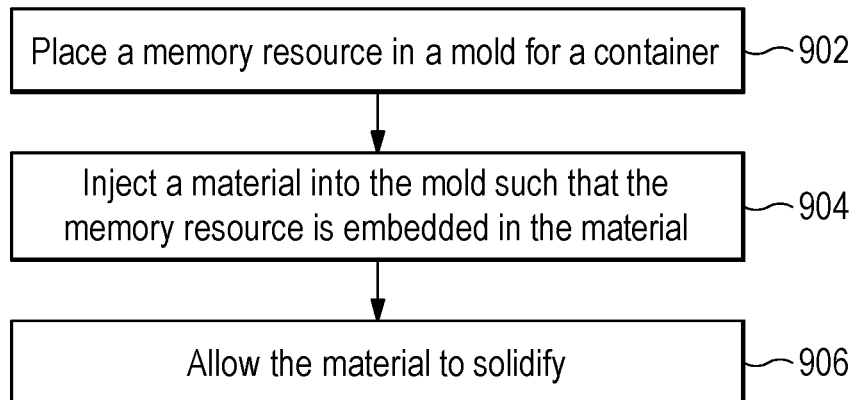 Place a memory resource in a mold for a container
902
Inject a material into the mold such that the
memory resource is embedded in the material
904
Allow the material to solidify
906